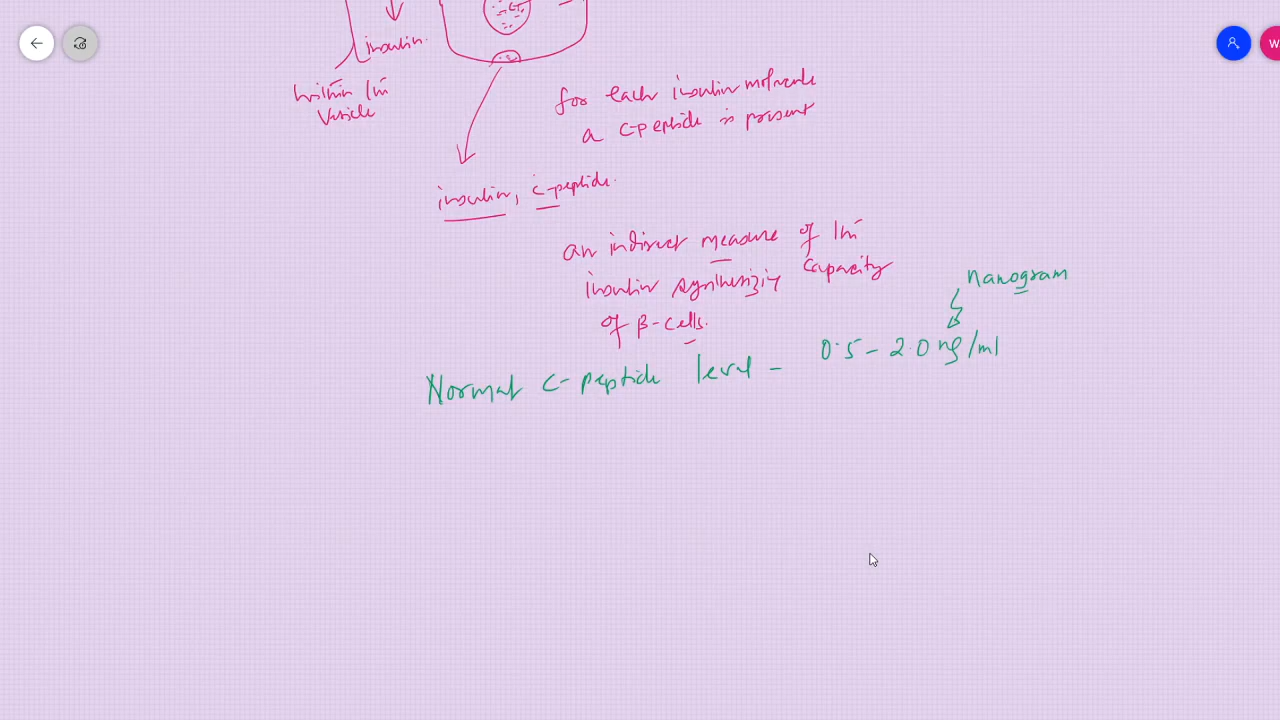 insulin.
within the
vesicle
for each insulin molecule
a c-peptide is present
insulin, c-peptide.
an indirect measure of the
insulin synthesizing capacity
of β-cells.
nanogram
0.5 - 2.0 ng/ml
Normal c-peptide level -
W